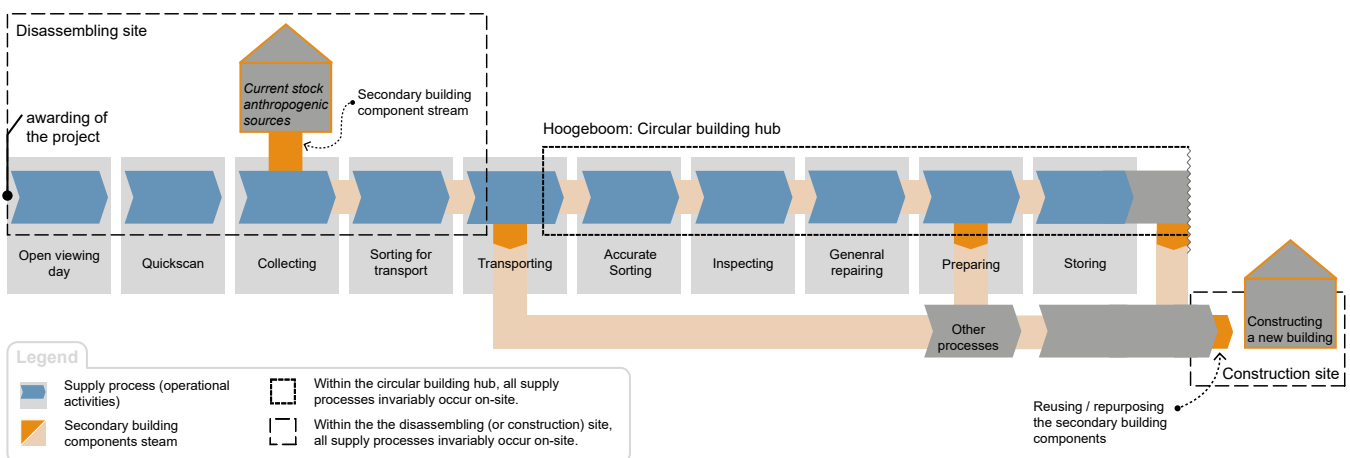 Disassembling site
awarding of
the project
Current stock
anthropogenic
sources
Secondary building
component stream
Hoogeboom: Circular building hub
Open viewing
day
Quickscan
Collecting
Sorting for
transport
Transporting
Accurate
Sorting
Inspecting
Genenral
repairing
Preparing
Storing
Other
processes
Constructing
a new building
Construction site
Reusing / repurposing
the secondary building
components
Legend
Supply process (operational
activities)
Secondary building
components steam
Within the circular building hub, all supply
processes invariably occur on-site.
Within the the disassembling (or construction) site,
all supply processes invariably occur on-site.